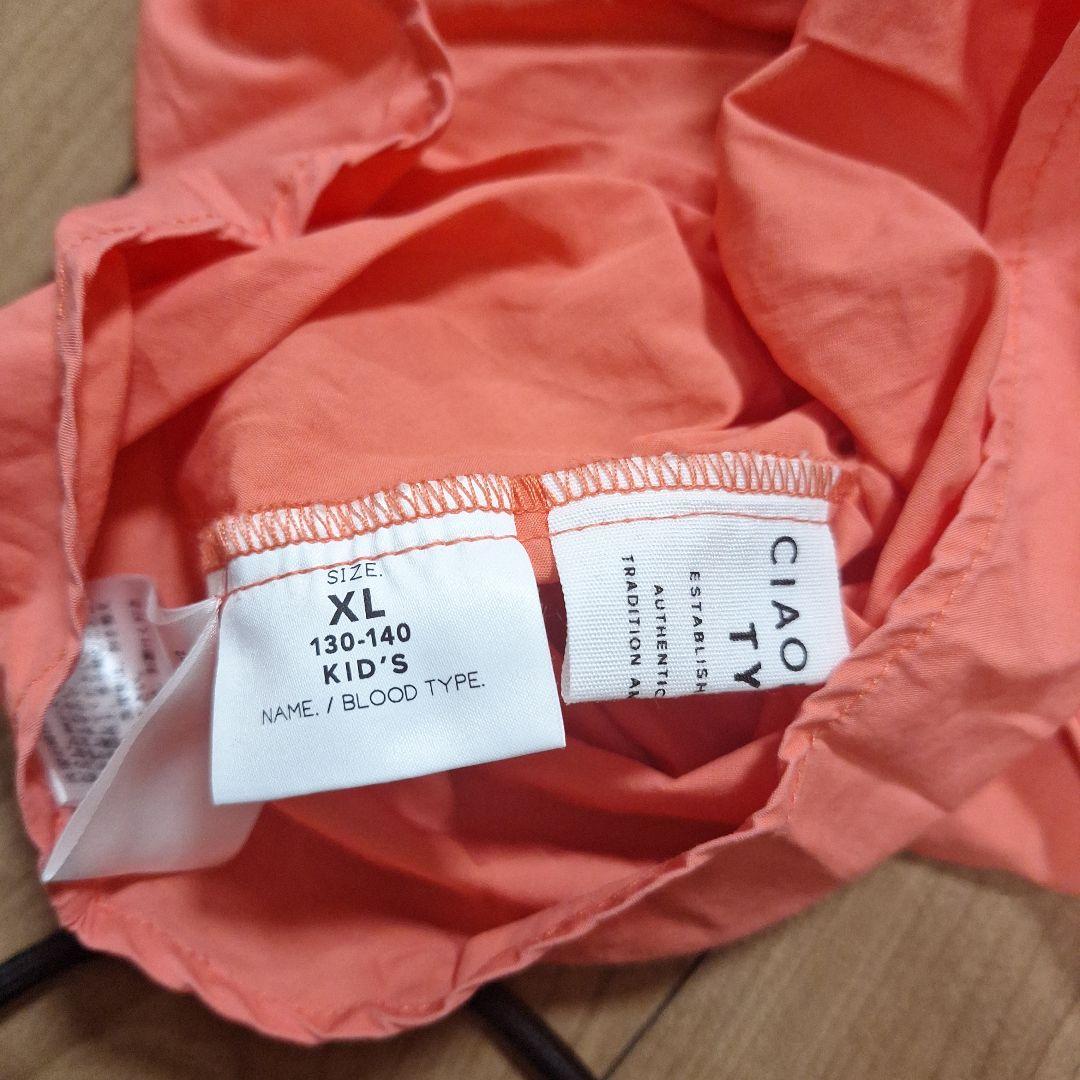 SIZE.
XL
130-140
KID'S
NAME. / BLOOD TYPE.
CIAO
TY
ESTABLISH
AUTHENTIC
TRADITION AN